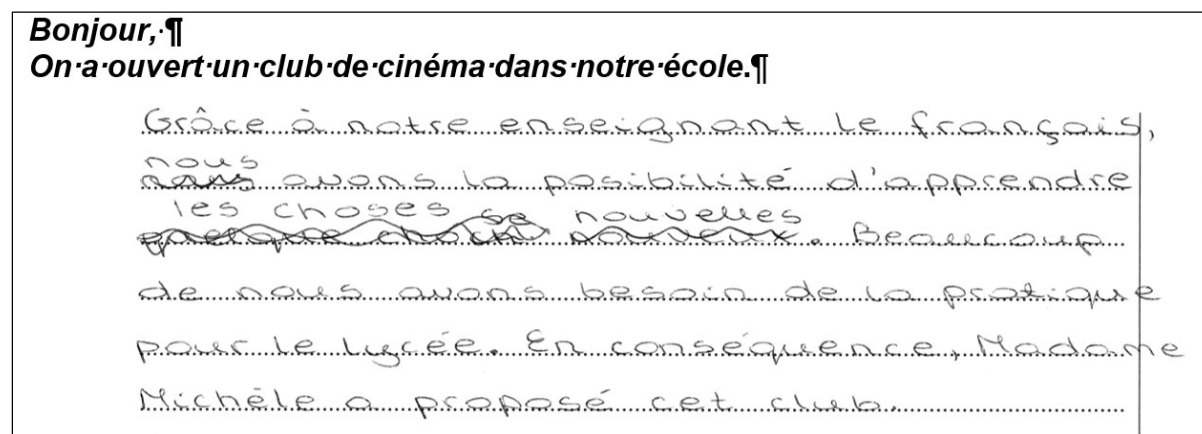 Bonjour,·¶
On·a·ouvert·un·club·de·cinéma·dans·notre·école.¶
Grâce à notre enseignant le français,
nous
avons la posibilité d'apprendre
les choses nouvelles
. Beaucoup
de nous avons besoin de la pratique
pour le lycée. En conséquence, Madame
Michèle a proposé cet club.